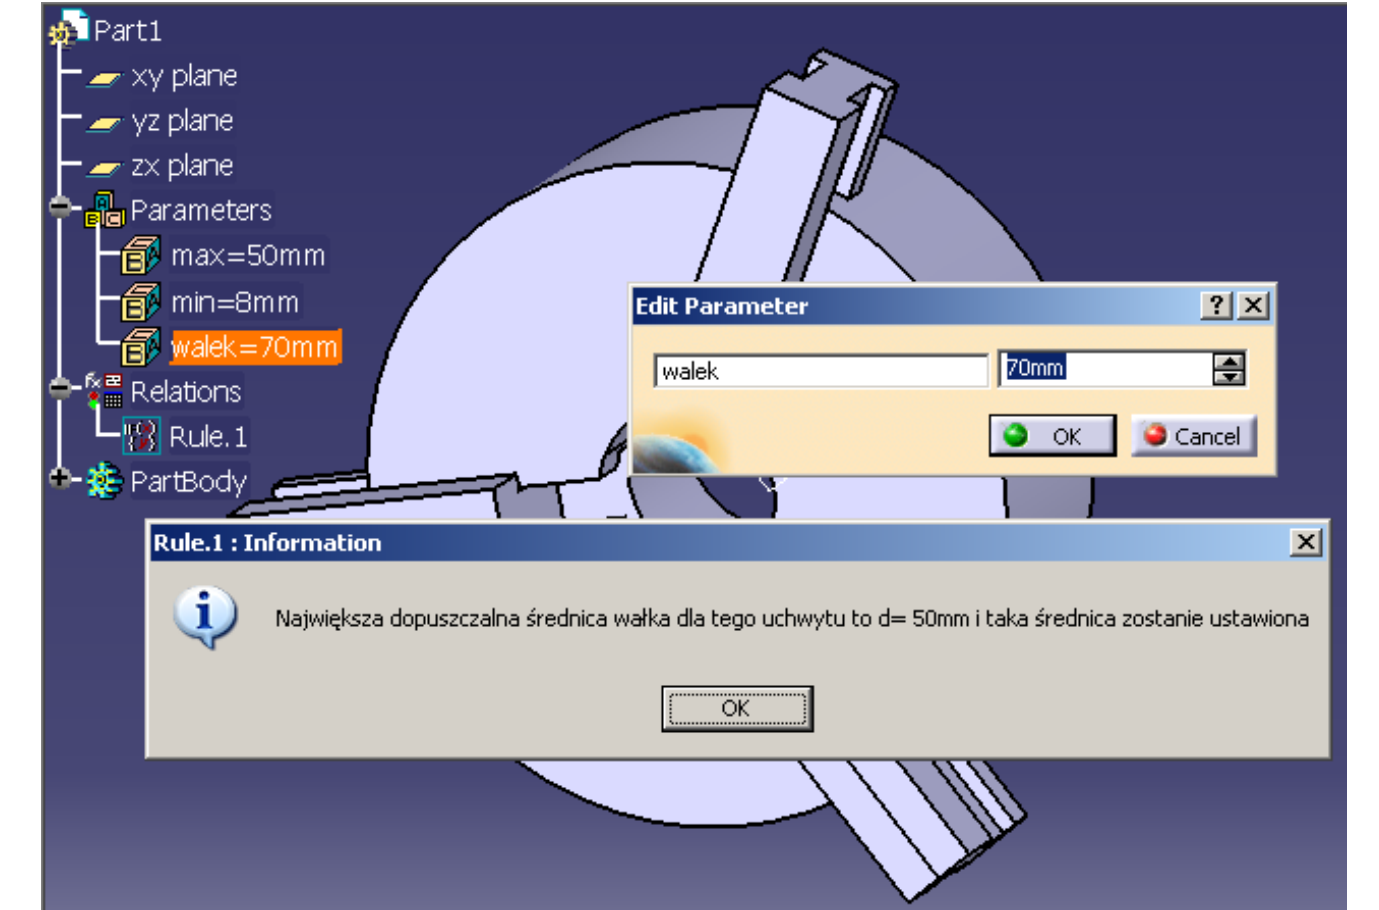 Part1
xy plane
yz plane
zx plane
Parameters
max=50mm
min=8mm
walek=70mm
Relations
Rule.1
PartBody
Edit Parameter
walek
70mm
OK
Cancel
Rule.1 : Information
Największa dopuszczalna średnica wałka dla tego uchwytu to d= 50mm i taka średnica zostanie ustawiona
OK